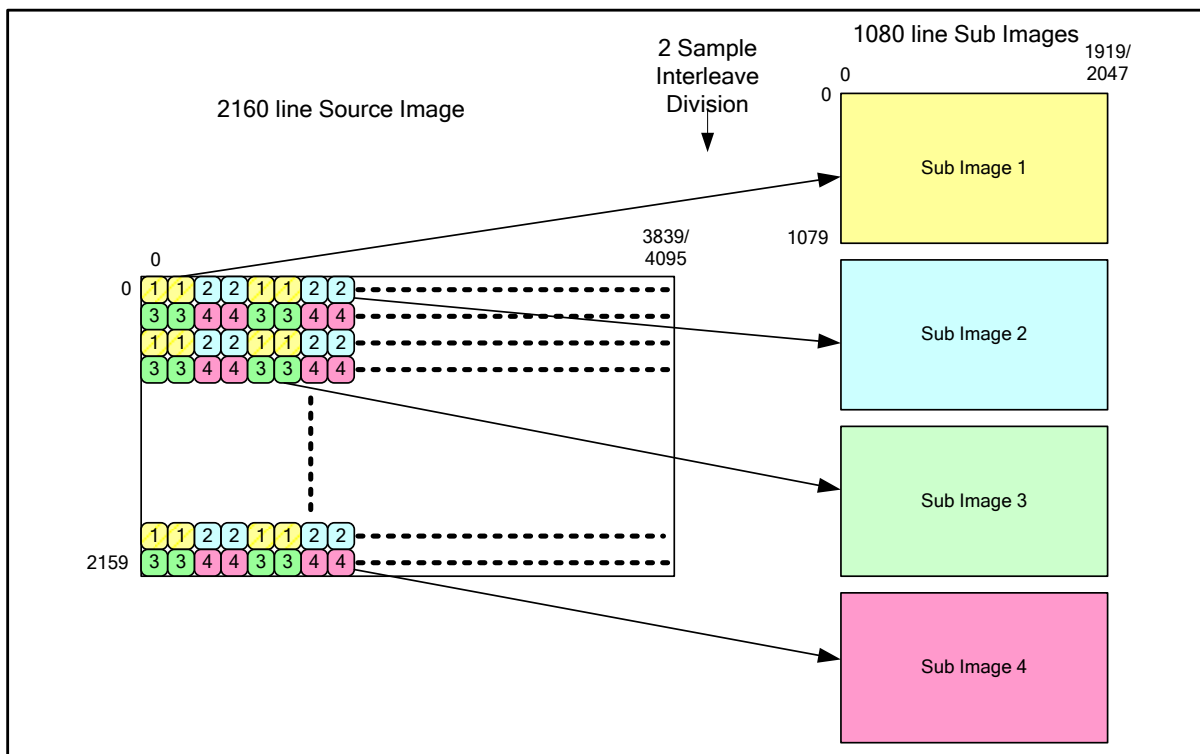 1080 line Sub Images
2 Sample
Interleave
Division
1919/
2047
0
0
2160 line Source Image
Sub Image 1
1079
3839/
4095
0
0
1 1 2 2 1 1 2 2
3 3 4 4 3 3 4 4
1 1 2 2 1 1 2 2
3 3 4 4 3 3 4 4
Sub Image 2
Sub Image 3
1 1 2 2 1 1 2 2
2159
3 3 4 4 3 3 4 4
Sub Image 4